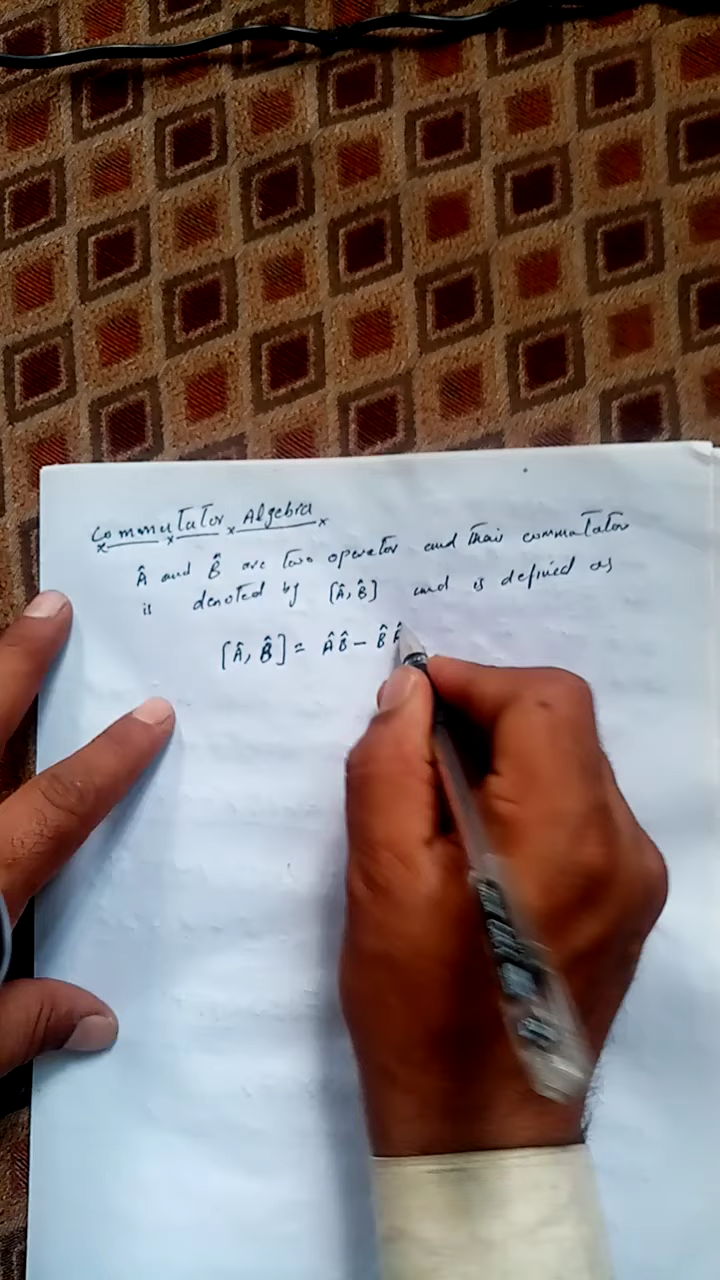 Commutator Algebra
Â and B̂ are two operator and their commutator
is denoted by [Â, B̂] and is defined as
[Â, B̂] = ÂB̂ - B̂Â